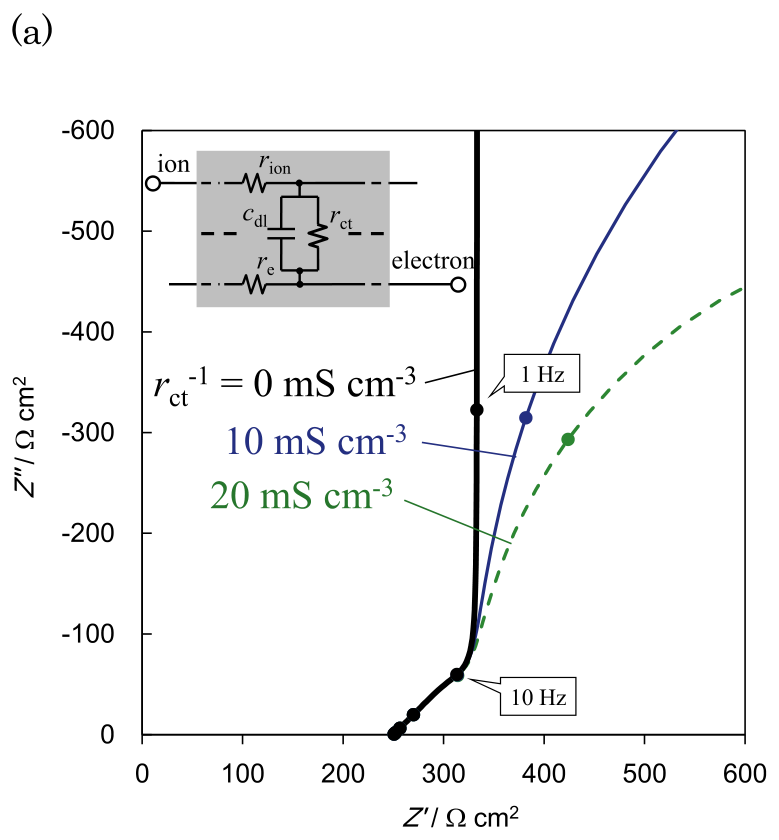 (a)
-600
-500
-400
-300
-200
-100
0
Z″/ Ω cm²
ion
r_ion
c_dl
r_ct
r_e
electron
r_ct⁻¹ = 0 mS cm⁻³
1 Hz
10 mS cm⁻³
20 mS cm⁻³
10 Hz
0 100 200 300 400 500 600
Z′/ Ω cm²